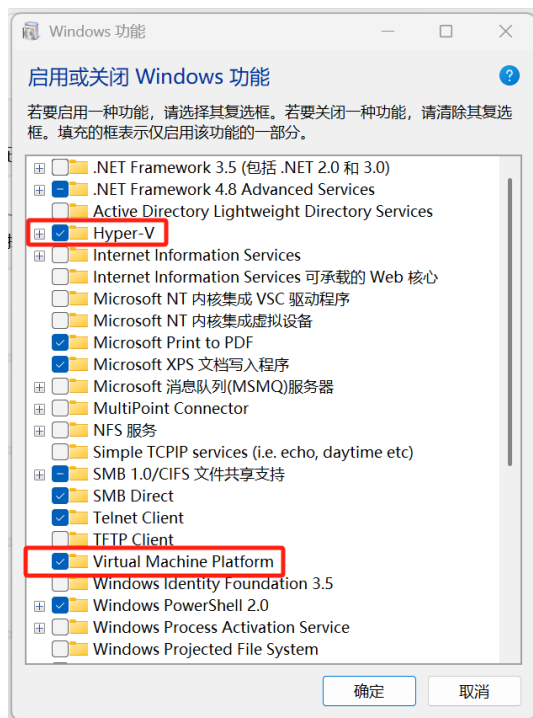 Windows 功能
启用或关闭 Windows 功能
若要启用一种功能，请选择其复选框。若要关闭一种功能，请清除其复选
框。填充的框表示仅启用该功能的一部分。
.NET Framework 3.5 (包括 .NET 2.0 和 3.0)
.NET Framework 4.8 Advanced Services
Active Directory Lightweight Directory Services
Hyper-V
Internet Information Services
Internet Information Services 可承载的 Web 核心
Microsoft NT 内核集成 VSC 驱动程序
Microsoft NT 内核集成虚拟设备
Microsoft Print to PDF
Microsoft XPS 文档写入程序
Microsoft 消息队列(MSMQ)服务器
MultiPoint Connector
NFS 服务
Simple TCPIP services (i.e. echo, daytime etc)
SMB 1.0/CIFS 文件共享支持
SMB Direct
Telnet Client
TFTP Client
Virtual Machine Platform
Windows Identity Foundation 3.5
Windows PowerShell 2.0
Windows Process Activation Service
Windows Projected File System
确定
取消